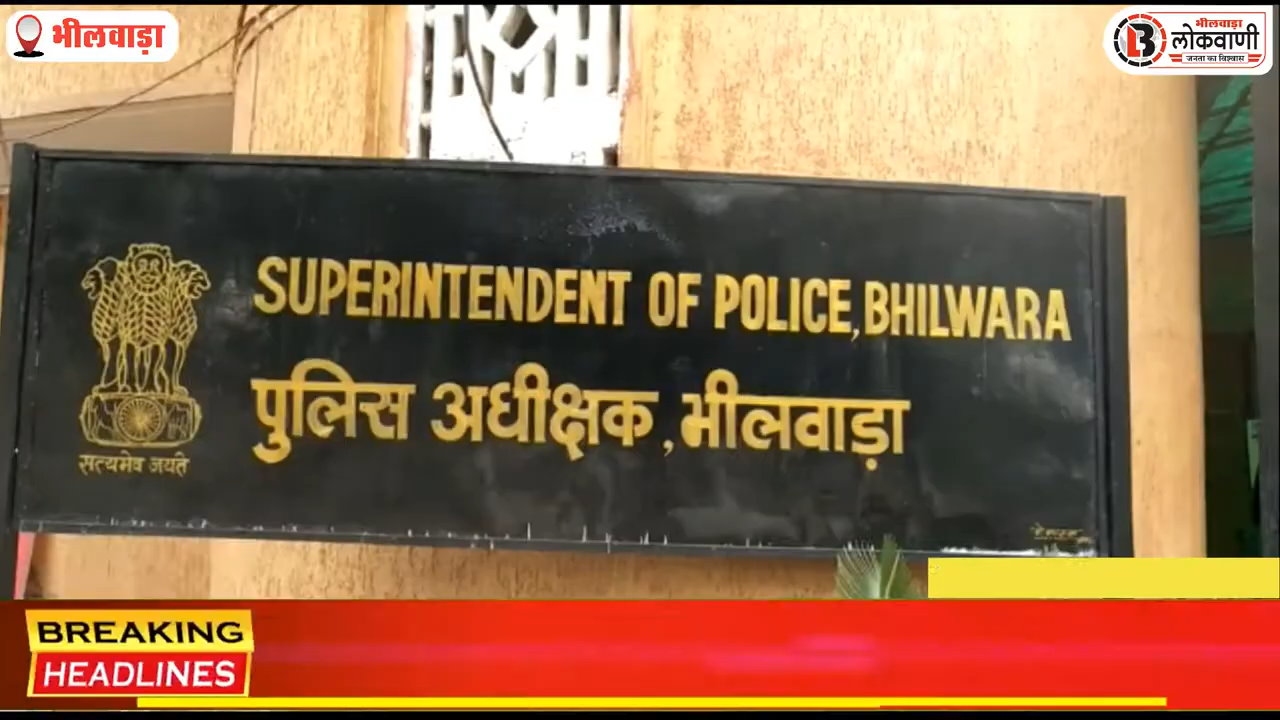 भीलवाड़ा
भीलवाड़ा
लोकवाणी
जनता का विश्वास
SUPERINTENDENT OF POLICE, BHILWARA
पुलिस अधीक्षक, भीलवाड़ा
सत्यमेव जयते
BREAKING
HEADLINES